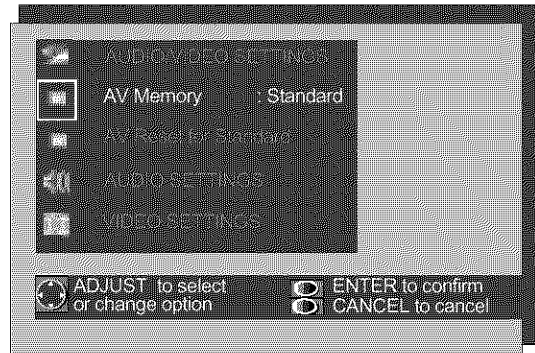 AUDIO/VIDEO SETTINGS
AV Memory : Standard
AV Reset for Standard
AUDIO SETTINGS
VIDEO SETTINGS
ADJUST to select
or change option
ENTER to confirm
CANCEL to cancel